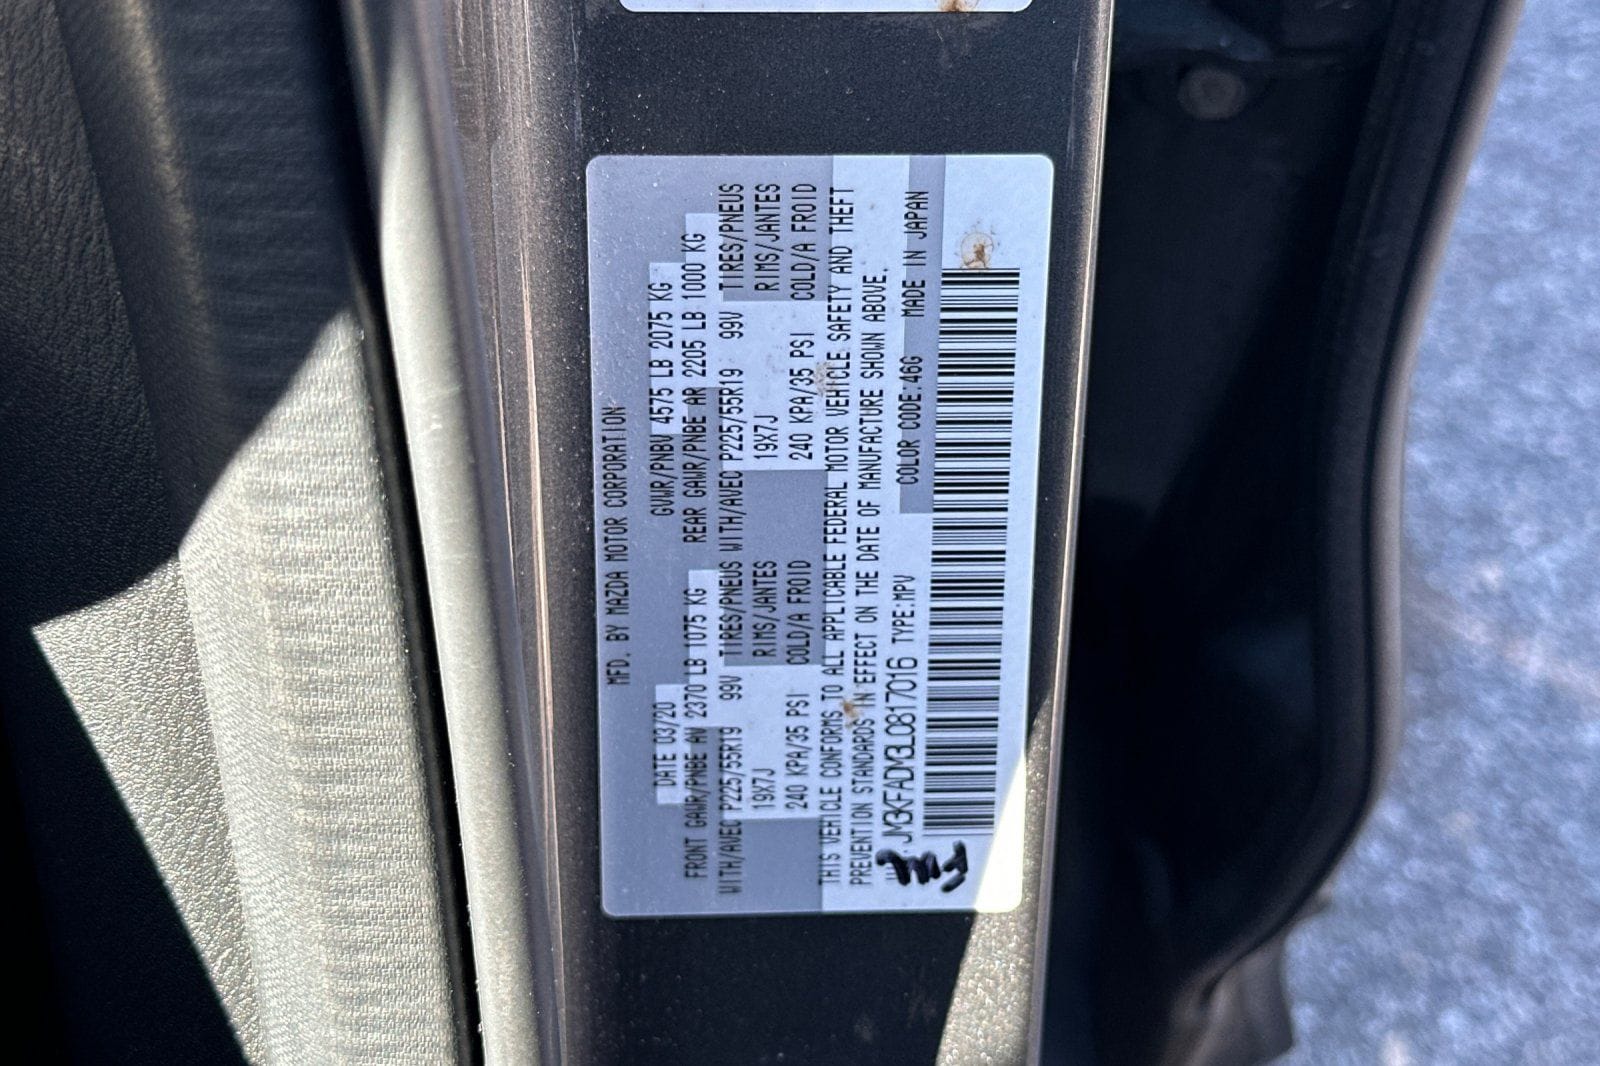 MFD. BY MAZDA MOTOR CORPORATION
DATE 03/20 GVWR/PNBV 4575 LB 2075 KG
FRONT GAWR/PNBE AV 2370 LB 1075 KG REAR GAWR/PNBE AR 2205 LB 1000 KG
WITH/AVEC P225/55R19 99V TIRES/PNEUS WITH/AVEC P225/55R19 99V TIRES/PNEUS
19X7J RIMS/JANTES 19X7J RIMS/JANTES
240 KPA/35 PSI COLD/A FROID 240 KPA/35 PSI COLD/A FROID
THIS VEHICLE CONFORMS TO ALL APPLICABLE FEDERAL MOTOR VEHICLE SAFETY AND THEFT
PREVENTION STANDARDS IN EFFECT ON THE DATE OF MANUFACTURE SHOWN ABOVE.
JM3KFADM3L0817016 TYPE:MPV COLOR CODE:46G MADE IN JAPAN